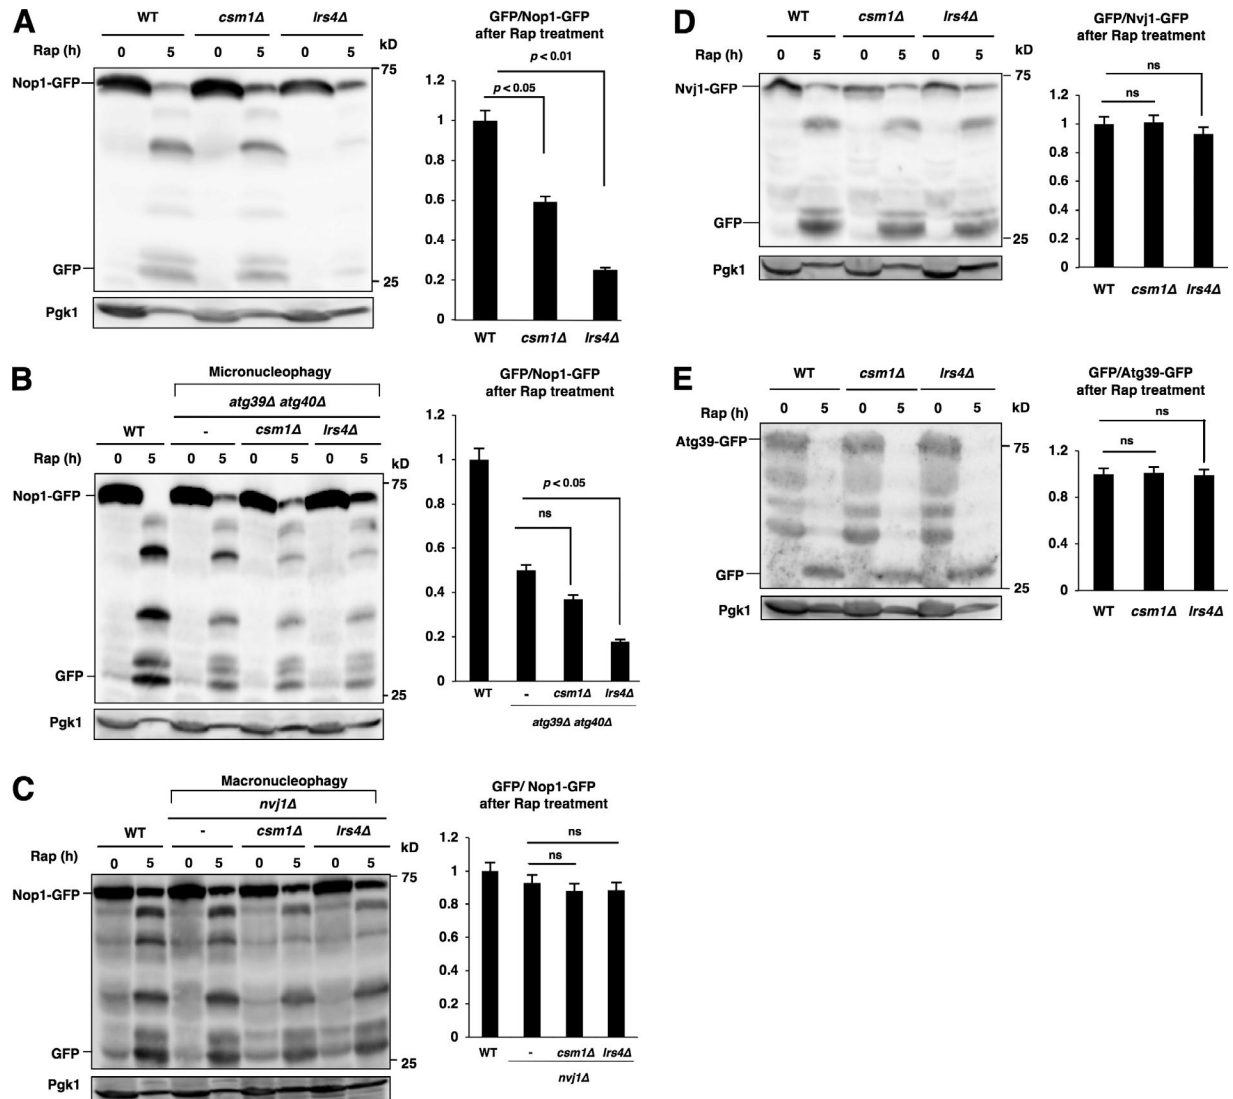 A
WT csm1Δ lrs4Δ
Rap (h) 0 5 0 5 0 5 kD
Nop1-GFP 75
GFP 25
Pgk1
GFP/Nop1-GFP
after Rap treatment
p < 0.01
p < 0.05
1.2
1
0.8
0.6
0.4
0.2
0
WT csm1Δ lrs4Δ
B
Micronucleophagy
atg39Δ atg40Δ
WT - csm1Δ lrs4Δ
Rap (h) 0 5 0 5 0 5 0 5 kD
Nop1-GFP 75
GFP 25
Pgk1
GFP/Nop1-GFP
after Rap treatment
p < 0.05
ns
1.2
1
0.8
0.6
0.4
0.2
0
WT - csm1Δ lrs4Δ
atg39Δ atg40Δ
C
Macronucleophagy
nvj1Δ
WT - csm1Δ lrs4Δ
Rap (h) 0 5 0 5 0 5 0 5 kD
Nop1-GFP 75
GFP 25
Pgk1
GFP/ Nop1-GFP
after Rap treatment
ns
ns
1.2
1
0.8
0.6
0.4
0.2
0
WT - csm1Δ lrs4Δ
nvj1Δ
D
WT csm1Δ lrs4Δ
Rap (h) 0 5 0 5 0 5 kD
Nvj1-GFP 75
GFP 25
Pgk1
GFP/Nvj1-GFP
after Rap treatment
ns
ns
1.2
1
0.8
0.6
0.4
0.2
0
WT csm1Δ lrs4Δ
E
WT csm1Δ lrs4Δ
Rap (h) 0 5 0 5 0 5 kD
Atg39-GFP 75
GFP 25
Pgk1
GFP/Atg39-GFP
after Rap treatment
ns
ns
1.2
0.8
0.4
0
WT csm1Δ lrs4Δ